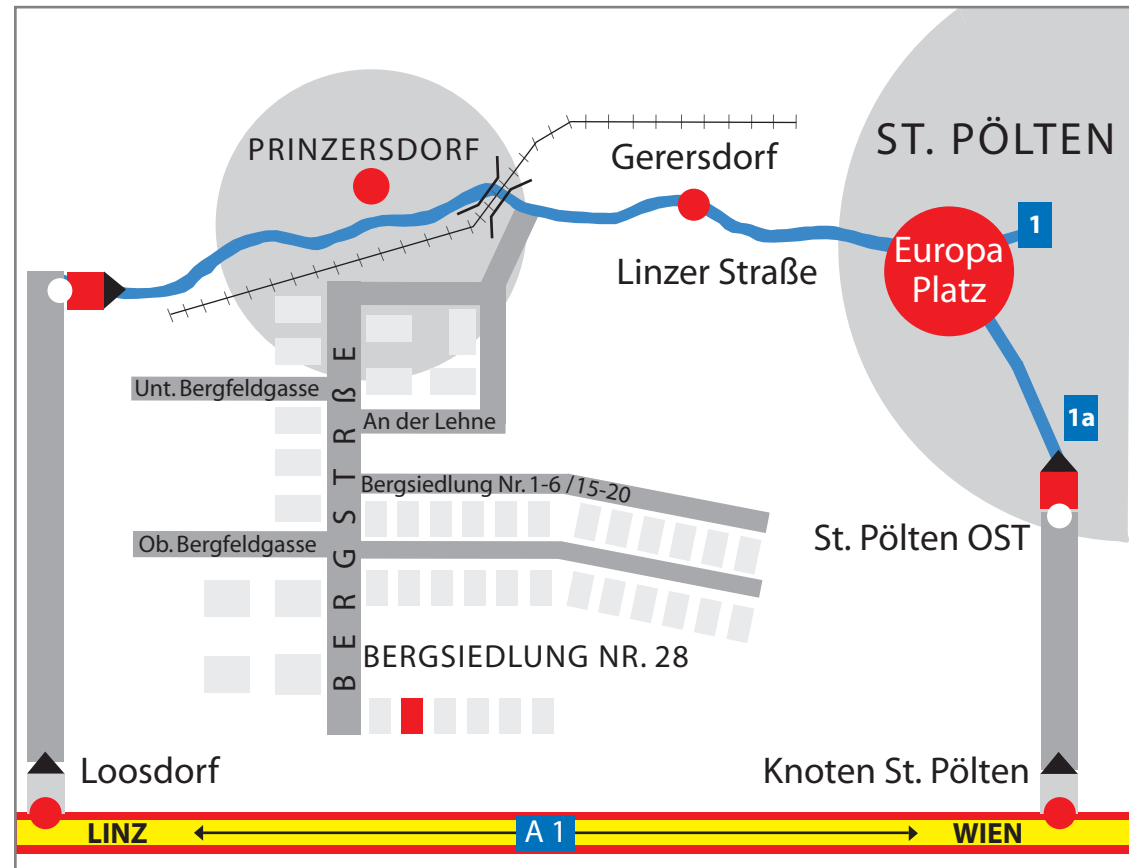 PRINZERSDORF
Gerersdorf
ST. PÖLTEN
1
Europa
Platz
Linzer Straße
Unt. Bergfeldgasse
An der Lehne
1a
BERGSTRßE
Bergsiedlung Nr. 1-6 / 15-20
Ob. Bergfeldgasse
St. Pölten OST
BERGSIEDLUNG NR. 28
Loosdorf
Knoten St. Pölten
LINZ
A 1
WIEN